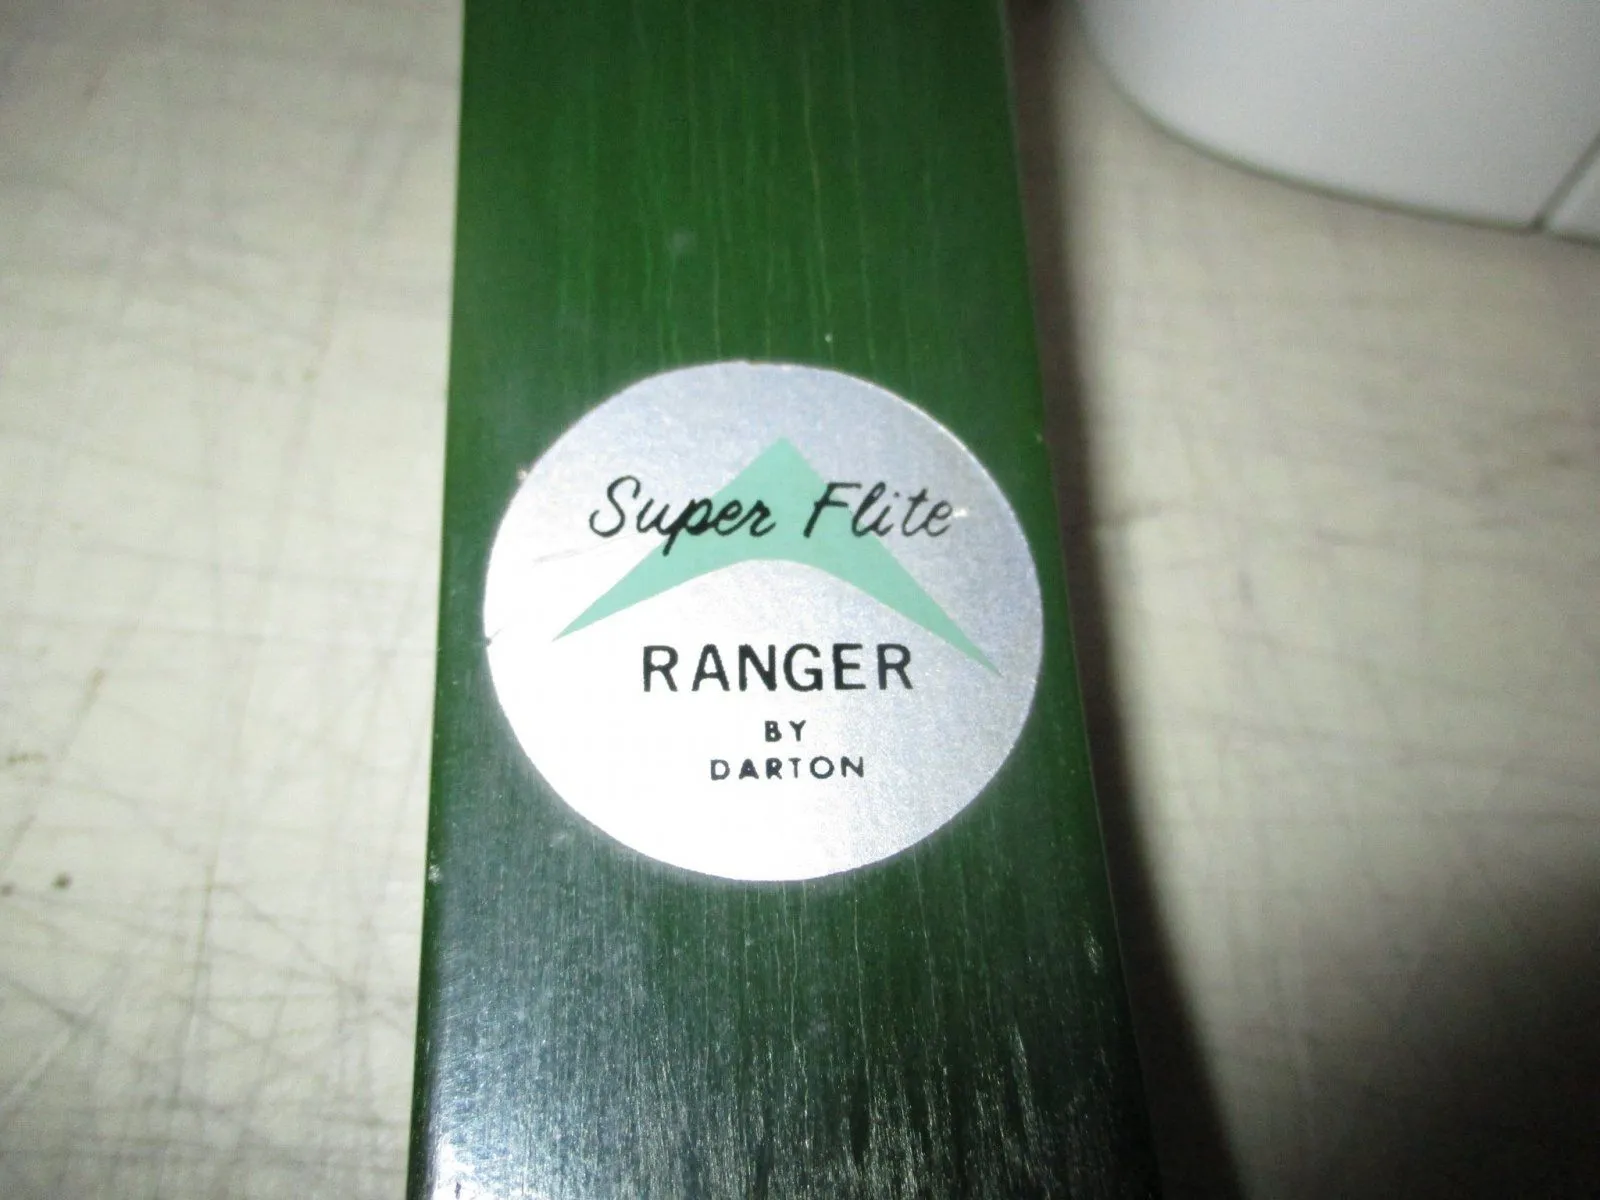 Super Flite
RANGER
BY
DARTON